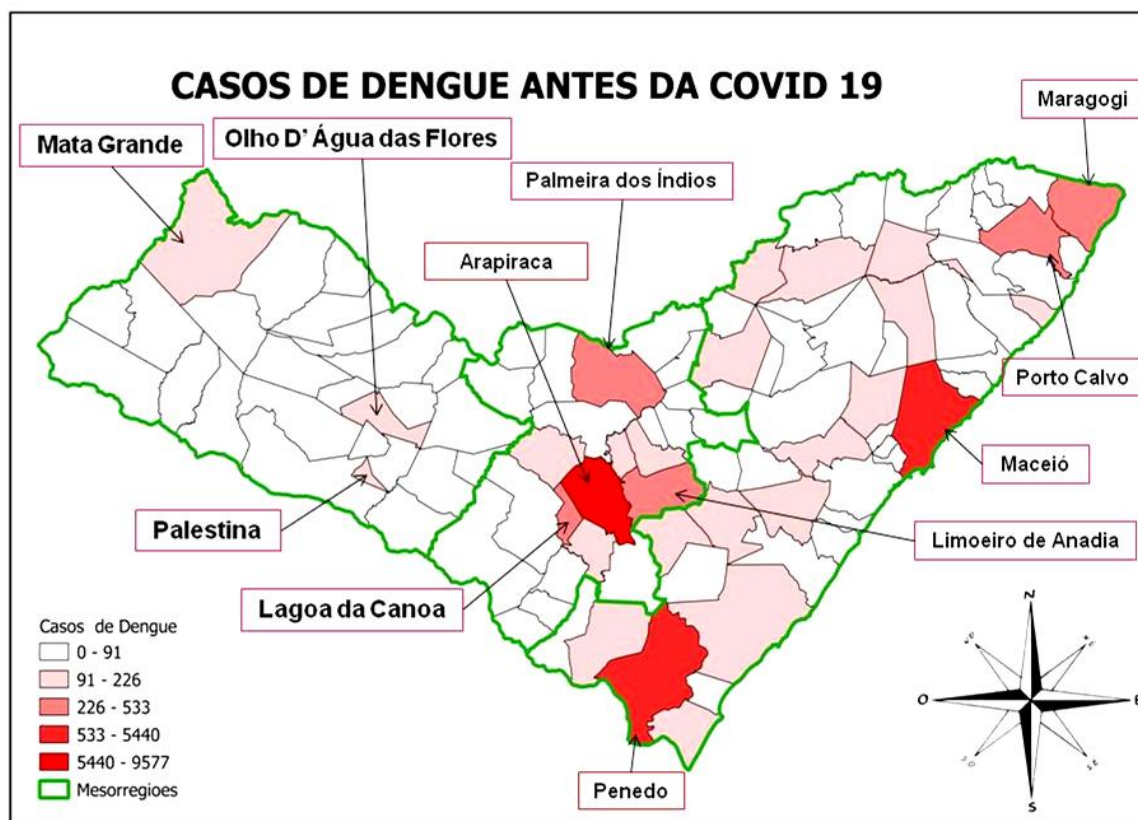 CASOS DE DENGUE ANTES DA COVID 19
Maragogi
Mata Grande
Olho D' Água das Flores
Palmeira dos Índios
Arapiraca
Porto Calvo
Maceió
Palestina
Limoeiro de Anadia
Lagoa da Canoa
Casos de Dengue
0 - 91
91 - 226
226 - 533
533 - 5440
5440 - 9577
Mesorregioes
Penedo
N
O
E
S